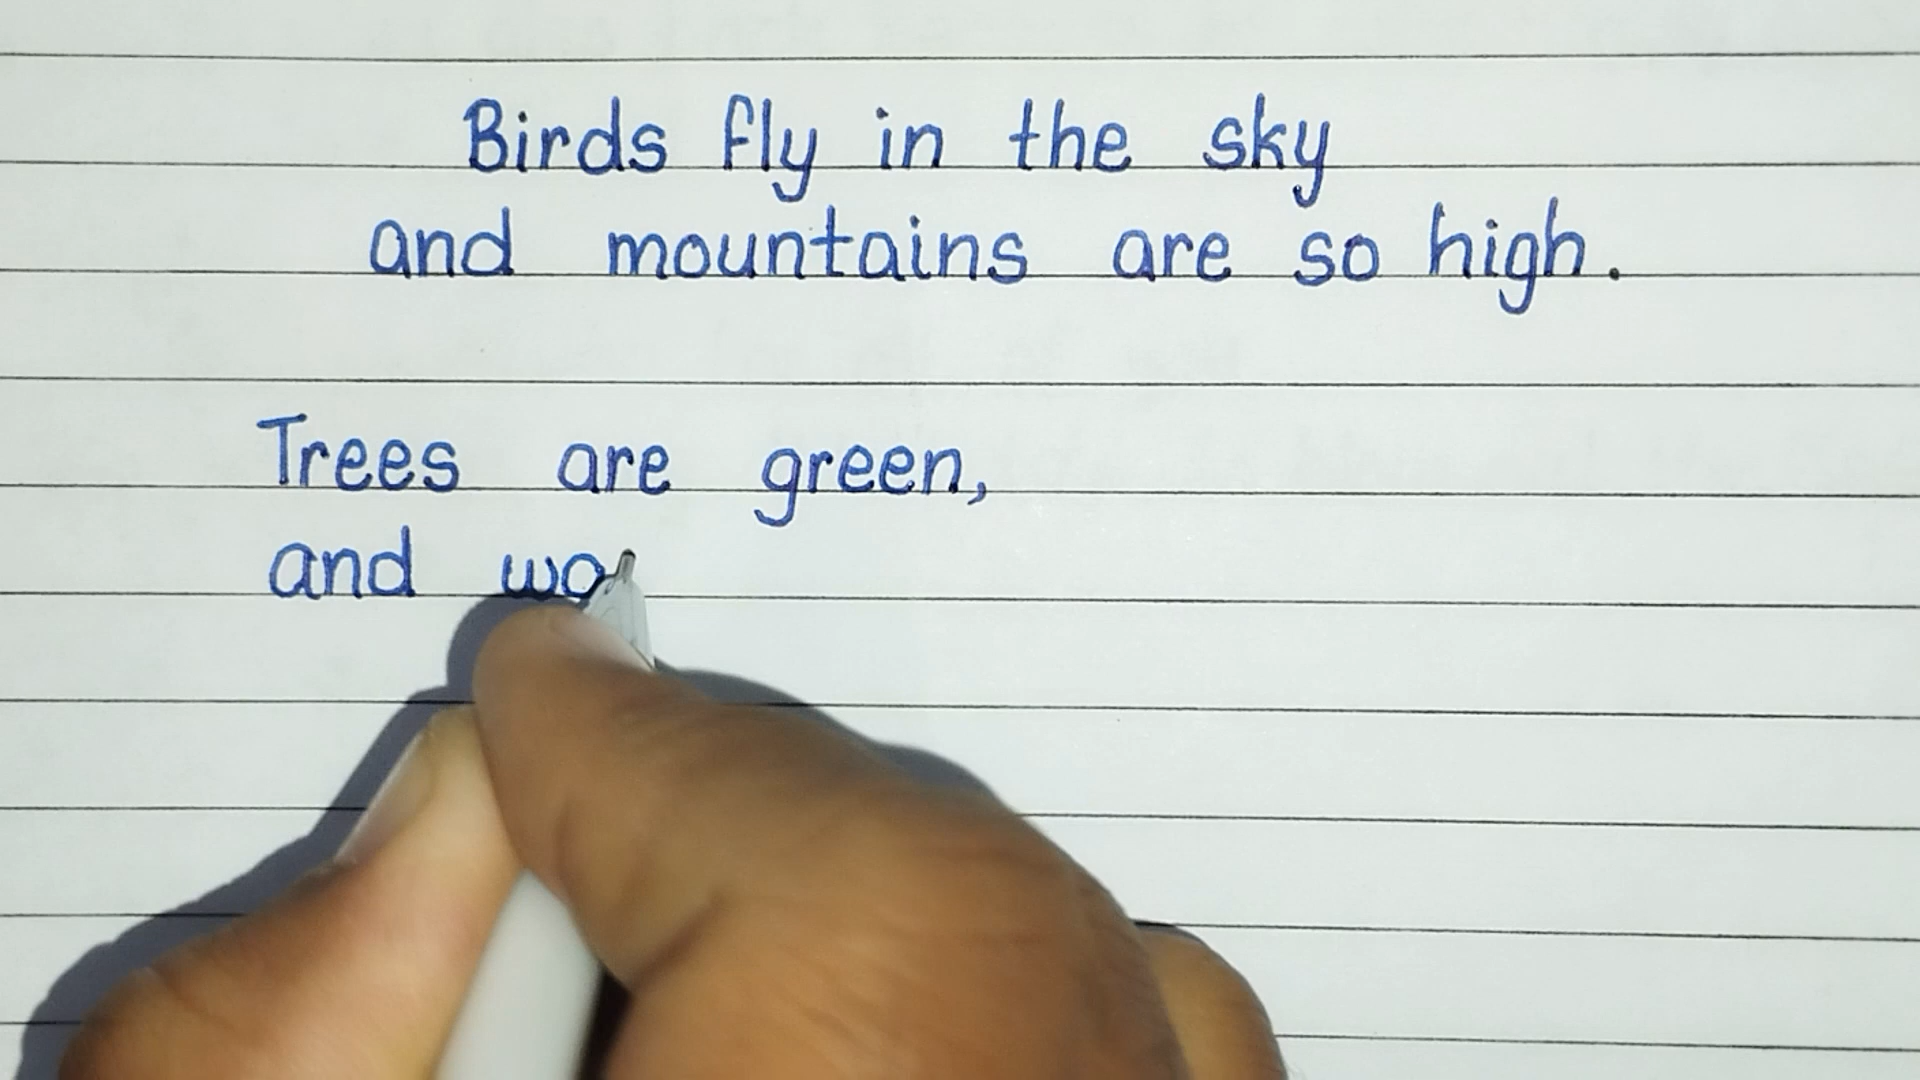 Birds fly in the sky
and mountains are so high.
Trees are green,
and